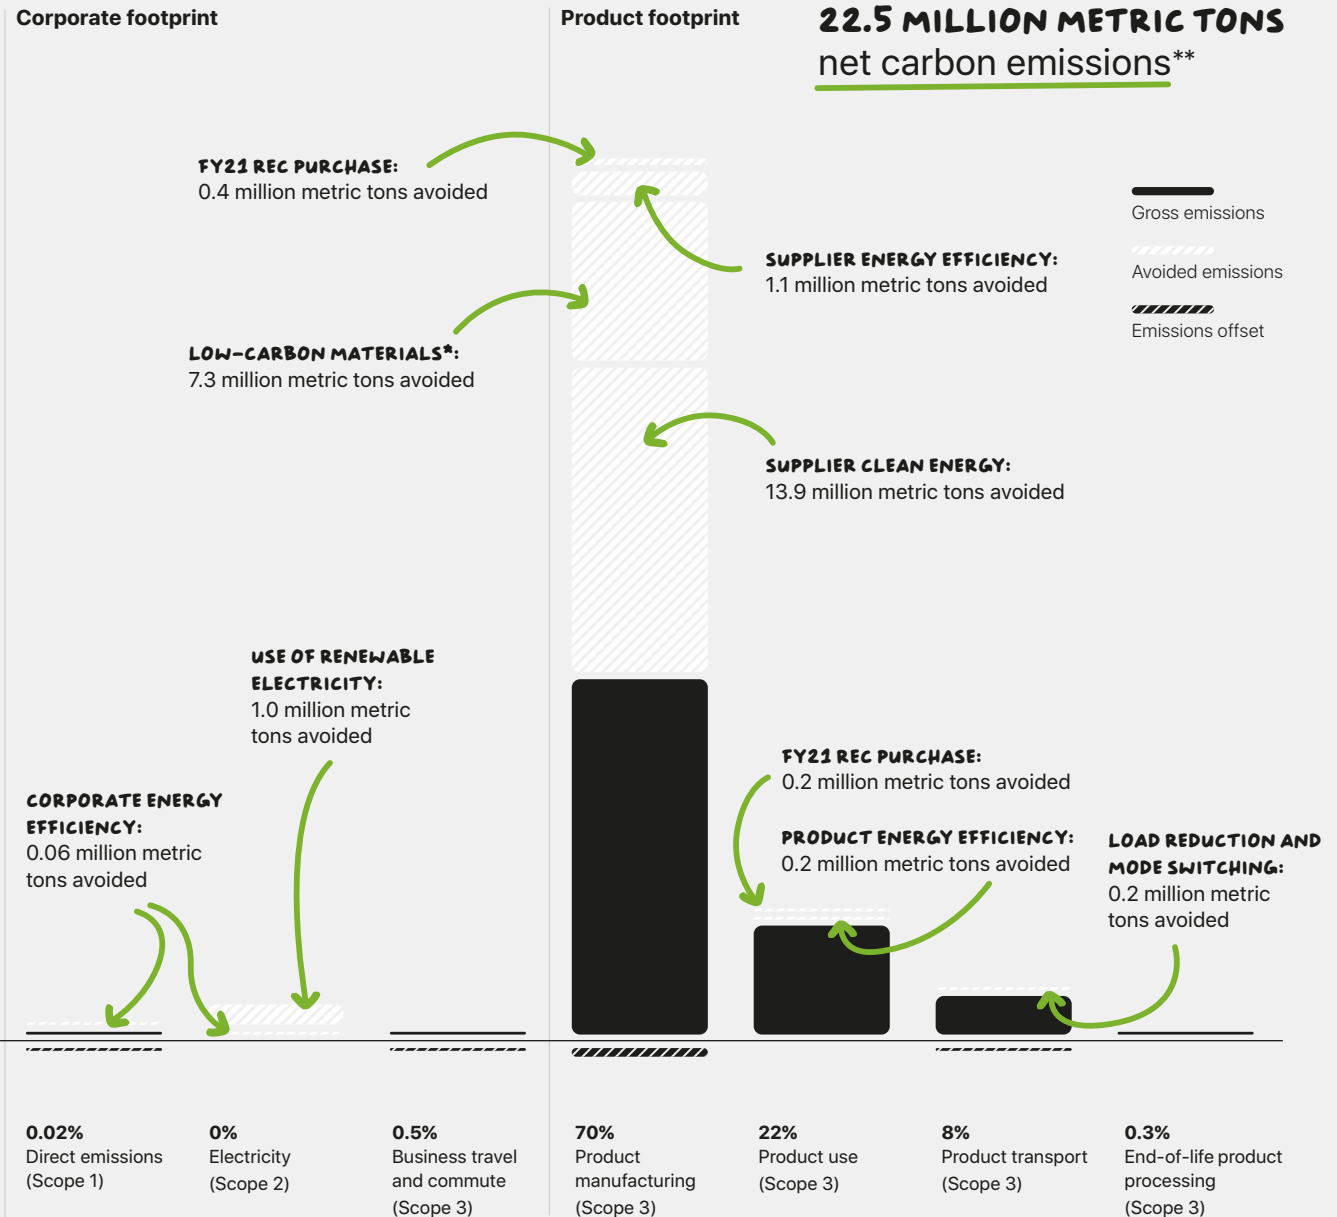 Corporate footprint
Product footprint
22.5 MILLION METRIC TONS
net carbon emissions**
FY21 REC PURCHASE:
0.4 million metric tons avoided
Gross emissions
Avoided emissions
Emissions offset
SUPPLIER ENERGY EFFICIENCY:
1.1 million metric tons avoided
LOW-CARBON MATERIALS*:
7.3 million metric tons avoided
SUPPLIER CLEAN ENERGY:
13.9 million metric tons avoided
USE OF RENEWABLE
ELECTRICITY:
1.0 million metric
tons avoided
CORPORATE ENERGY
EFFICIENCY:
0.06 million metric
tons avoided
FY21 REC PURCHASE:
0.2 million metric tons avoided
PRODUCT ENERGY EFFICIENCY:
0.2 million metric tons avoided
LOAD REDUCTION AND
MODE SWITCHING:
0.2 million metric
tons avoided
0.02%
Direct emissions
(Scope 1)
0%
Electricity
(Scope 2)
0.5%
Business travel
and commute
(Scope 3)
70%
Product
manufacturing
(Scope 3)
22%
Product use
(Scope 3)
8%
Product transport
(Scope 3)
0.3%
End-of-life product
processing
(Scope 3)